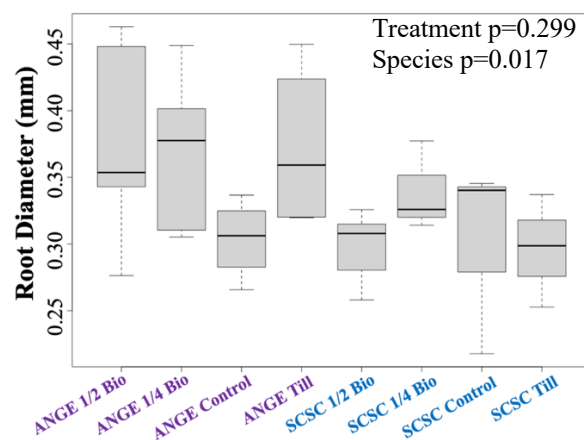 Treatment p=0.299
Species p=0.017
Root Diameter (mm)
0.45
0.40
0.35
0.30
0.25
ANGE 1/2 Bio
ANGE 1/4 Bio
ANGE Control
ANGE Till
SCSC 1/2 Bio
SCSC 1/4 Bio
SCSC Control
SCSC Till